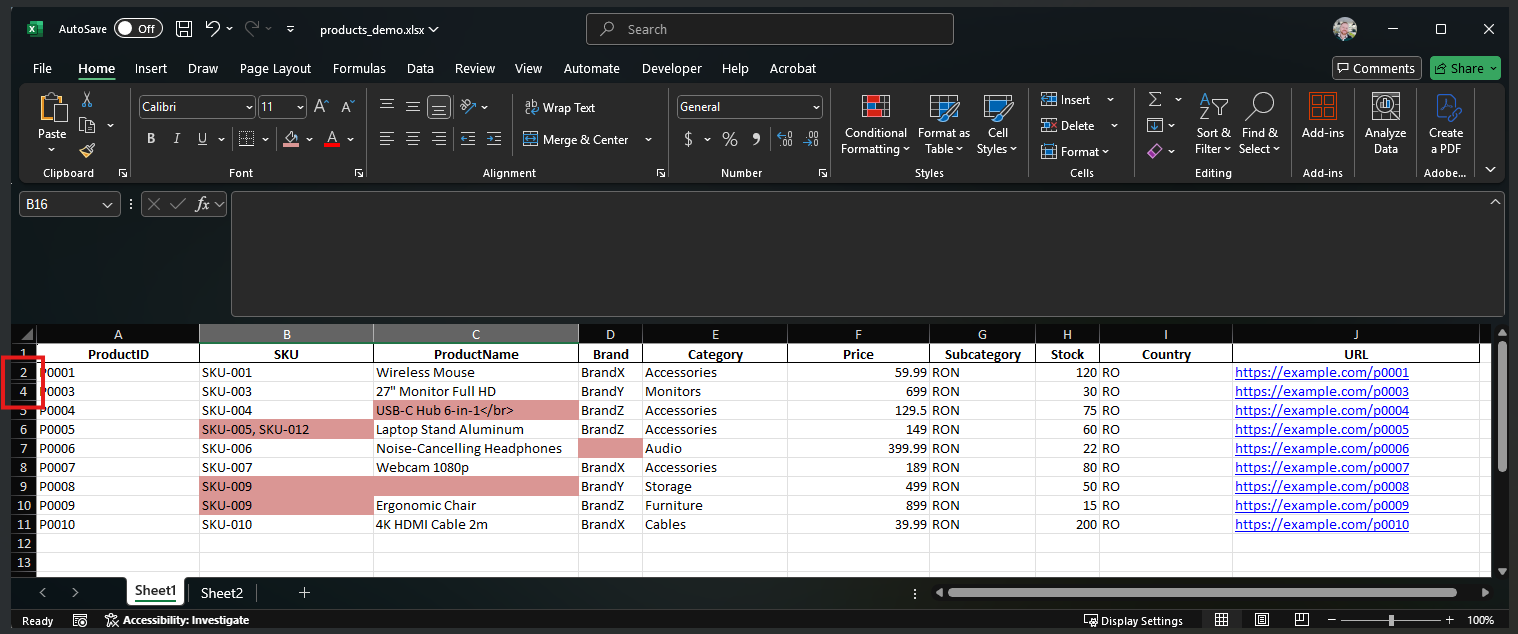 AutoSave Off products_demo.xlsx Search
File Home Insert Draw Page Layout Formulas Data Review View Automate Developer Help Acrobat Comments Share
Calibri 11 Wrap Text General Insert
Paste B I U Merge & Center $ % Conditional Formatting Format as Table Cell Styles Delete Format Sort & Filter Find & Select Add-ins Analyze Data Create a PDF
Clipboard Font Alignment Number Styles Cells Editing Add-ins Adobe...
B16 fx
A B C D E F G H I J
1 ProductID SKU ProductName Brand Category Price Subcategory Stock Country URL
2 P0001 SKU-001 Wireless Mouse BrandX Accessories 59.99 RON 120 RO https://example.com/p0001
4 P0003 SKU-003 27" Monitor Full HD BrandY Monitors 699 RON 30 RO https://example.com/p0003
5 P0004 SKU-004 USB-C Hub 6-in-1</br> BrandZ Accessories 129.5 RON 75 RO https://example.com/p0004
6 P0005 SKU-005, SKU-012 Laptop Stand Aluminum BrandZ Accessories 149 RON 60 RO https://example.com/p0005
7 P0006 SKU-006 Noise-Cancelling Headphones Audio 399.99 RON 22 RO https://example.com/p0006
8 P0007 SKU-007 Webcam 1080p BrandX Accessories 189 RON 80 RO https://example.com/p0007
9 P0008 SKU-009 BrandY Storage 499 RON 50 RO https://example.com/p0008
10 P0009 SKU-009 Ergonomic Chair BrandZ Furniture 899 RON 15 RO https://example.com/p0009
11 P0010 SKU-010 4K HDMI Cable 2m BrandX Cables 39.99 RON 200 RO https://example.com/p0010
12
13
Sheet1 Sheet2
Ready Accessibility: Investigate Display Settings 100%